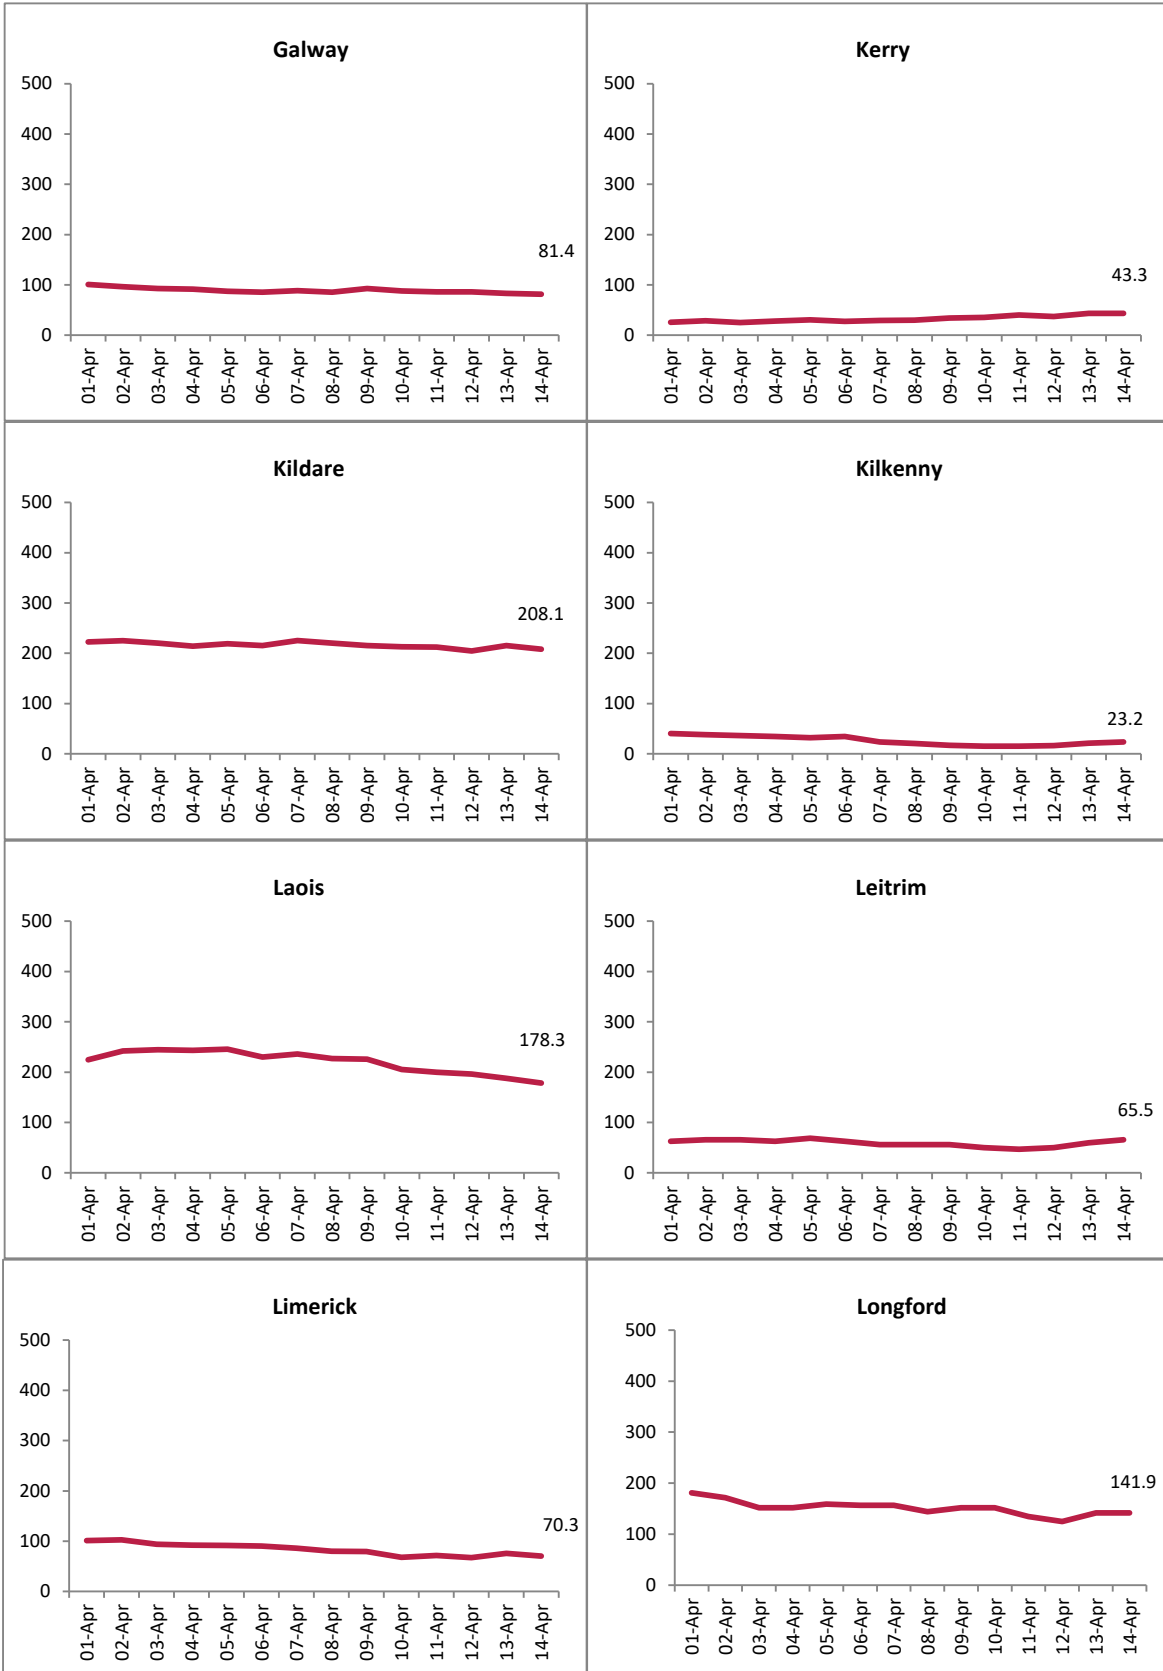 Galway
500
400
300
200
100
0
81.4
01-Apr
02-Apr
03-Apr
04-Apr
05-Apr
06-Apr
07-Apr
08-Apr
09-Apr
10-Apr
11-Apr
12-Apr
13-Apr
14-Apr
Kerry
500
400
300
200
100
0
43.3
01-Apr
02-Apr
03-Apr
04-Apr
05-Apr
06-Apr
07-Apr
08-Apr
09-Apr
10-Apr
11-Apr
12-Apr
13-Apr
14-Apr
Kildare
500
400
300
200
100
0
208.1
01-Apr
02-Apr
03-Apr
04-Apr
05-Apr
06-Apr
07-Apr
08-Apr
09-Apr
10-Apr
11-Apr
12-Apr
13-Apr
14-Apr
Kilkenny
500
400
300
200
100
0
23.2
01-Apr
02-Apr
03-Apr
04-Apr
05-Apr
06-Apr
07-Apr
08-Apr
09-Apr
10-Apr
11-Apr
12-Apr
13-Apr
14-Apr
Laois
500
400
300
200
100
0
178.3
01-Apr
02-Apr
03-Apr
04-Apr
05-Apr
06-Apr
07-Apr
08-Apr
09-Apr
10-Apr
11-Apr
12-Apr
13-Apr
14-Apr
Leitrim
500
400
300
200
100
0
65.5
01-Apr
02-Apr
03-Apr
04-Apr
05-Apr
06-Apr
07-Apr
08-Apr
09-Apr
10-Apr
11-Apr
12-Apr
13-Apr
14-Apr
Limerick
500
400
300
200
100
0
70.3
01-Apr
02-Apr
03-Apr
04-Apr
05-Apr
06-Apr
07-Apr
08-Apr
09-Apr
10-Apr
11-Apr
12-Apr
13-Apr
14-Apr
Longford
500
400
300
200
100
0
141.9
01-Apr
02-Apr
03-Apr
04-Apr
05-Apr
06-Apr
07-Apr
08-Apr
09-Apr
10-Apr
11-Apr
12-Apr
13-Apr
14-Apr